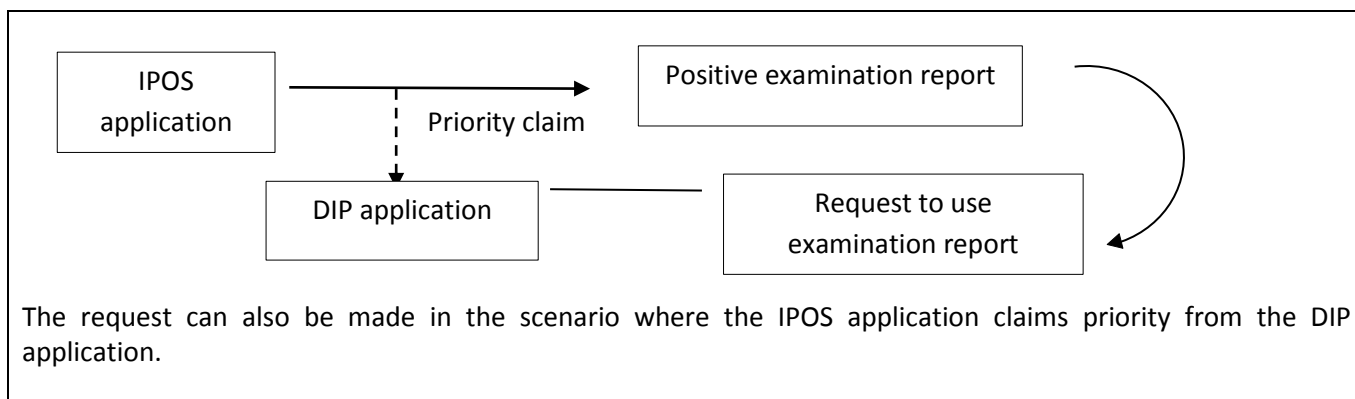 IPOS
application
Positive examination report
Priority claim
DIP application
Request to use
examination report
The request can also be made in the scenario where the IPOS application claims priority from the DIP
application.